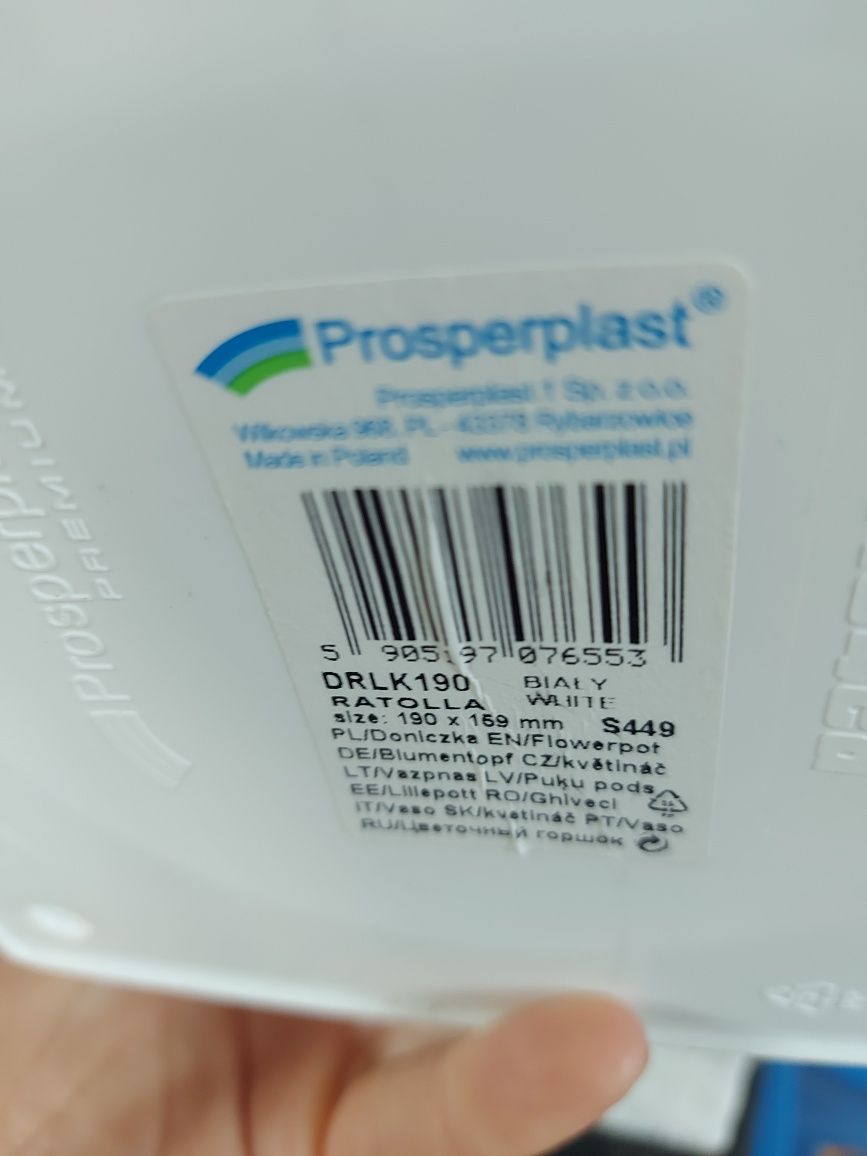 Prosperplast®
Prosperplast 1 Sp. z o.o.
Wilkowska 968, PL - 43378 Rybarzowice
Made in Poland www.prosperplast.pl
5 905197 076553
DRLK190 BIAŁY
RATOLLA WHITE
size: 190 x 159 mm S449
PL/Doniczka EN/Flowerpot
DE/Blumentopf CZ/květináč
LT/Vazpnas LV/Puķu pods
EE/Lillepott RO/Ghiveci
IT/Vaso SK/kvetináč PT/Vaso
RU/Цветочный горшок
PREMIUM